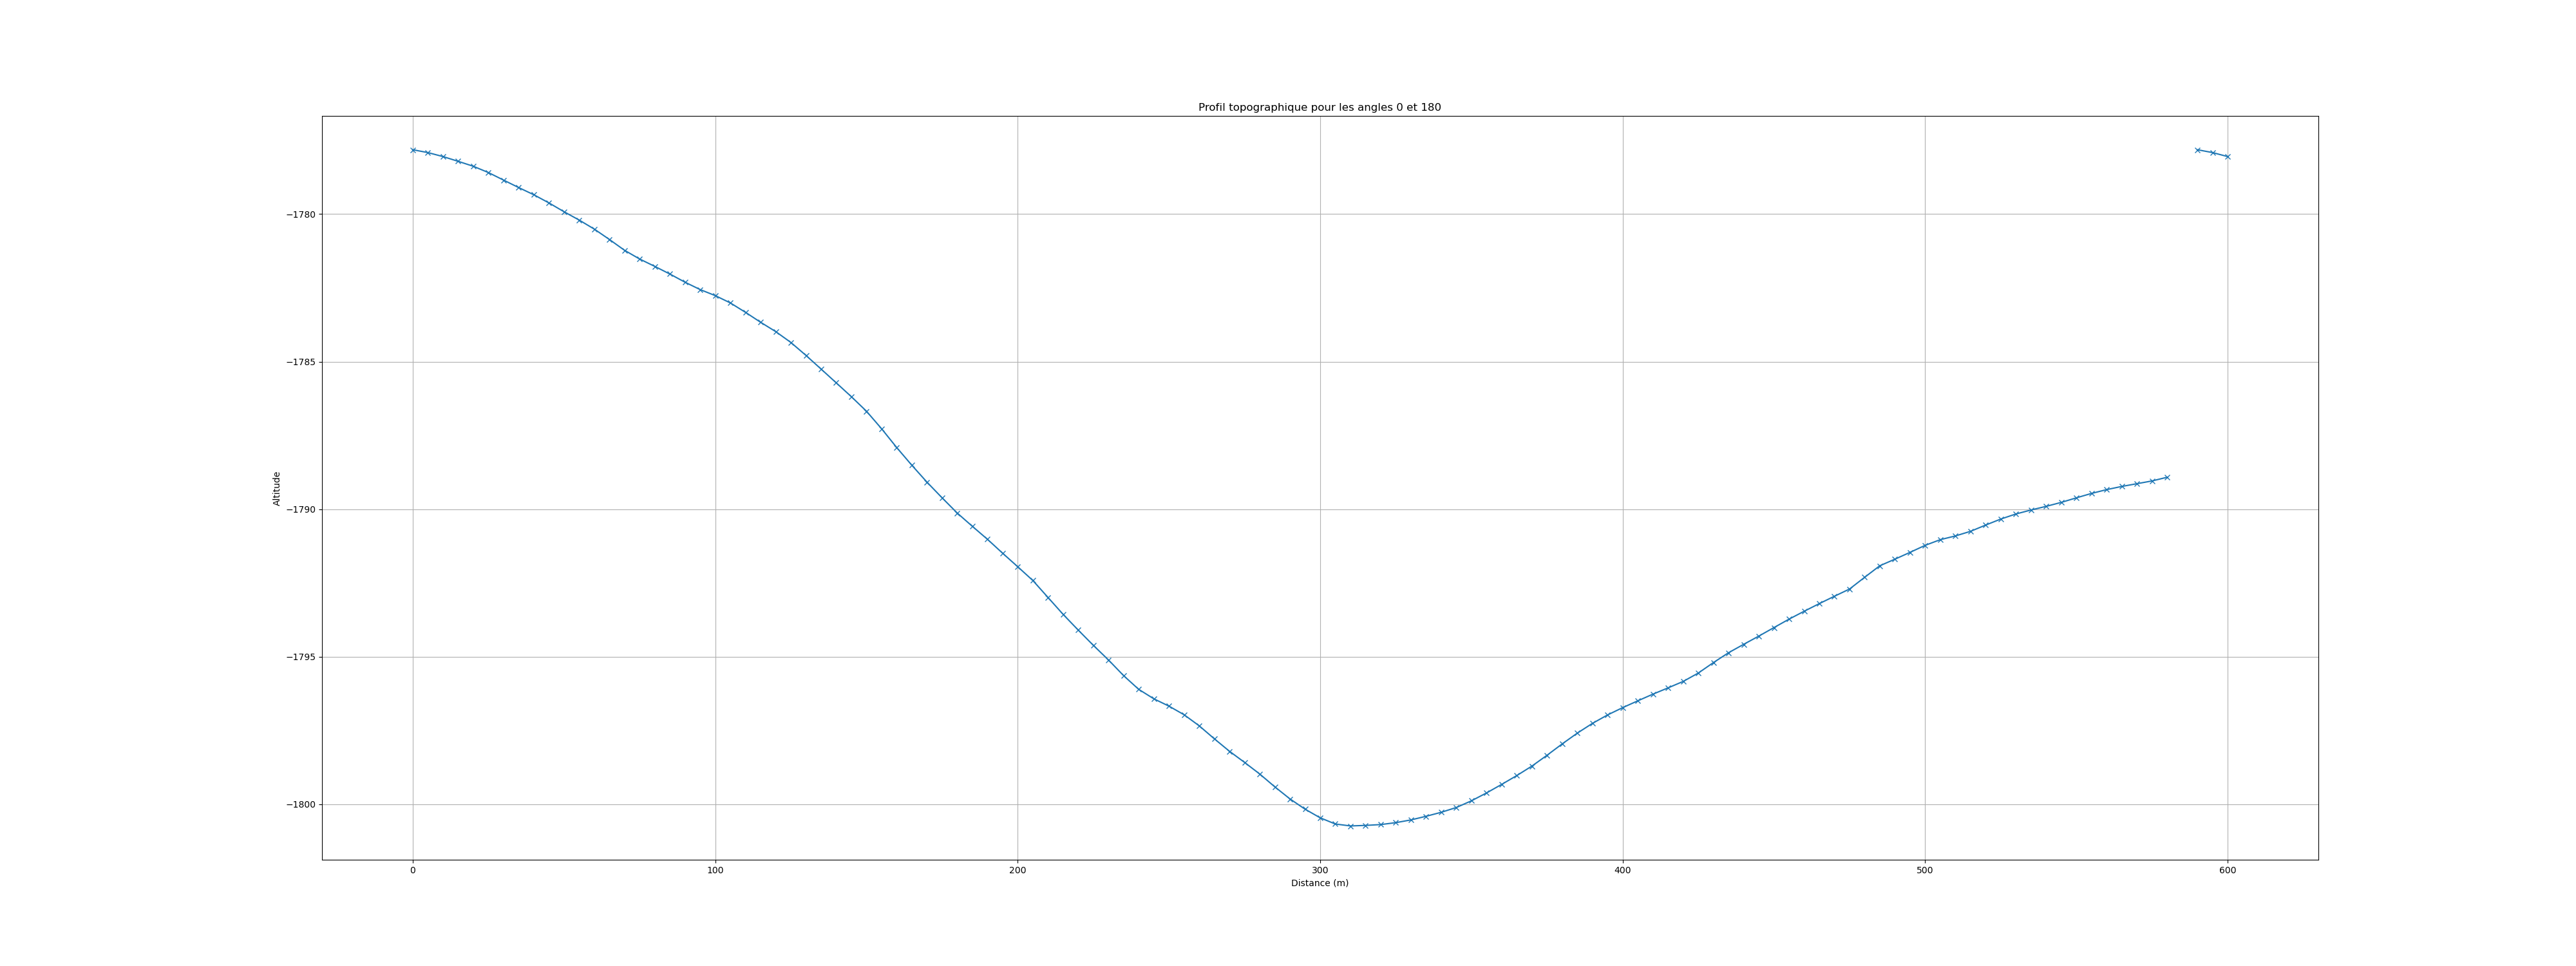 Profil topographique pour les angles 0 et 180
Altitude
−1780
−1785
−1790
−1795
−1800
0 100 200 300 400 500 600
Distance (m)